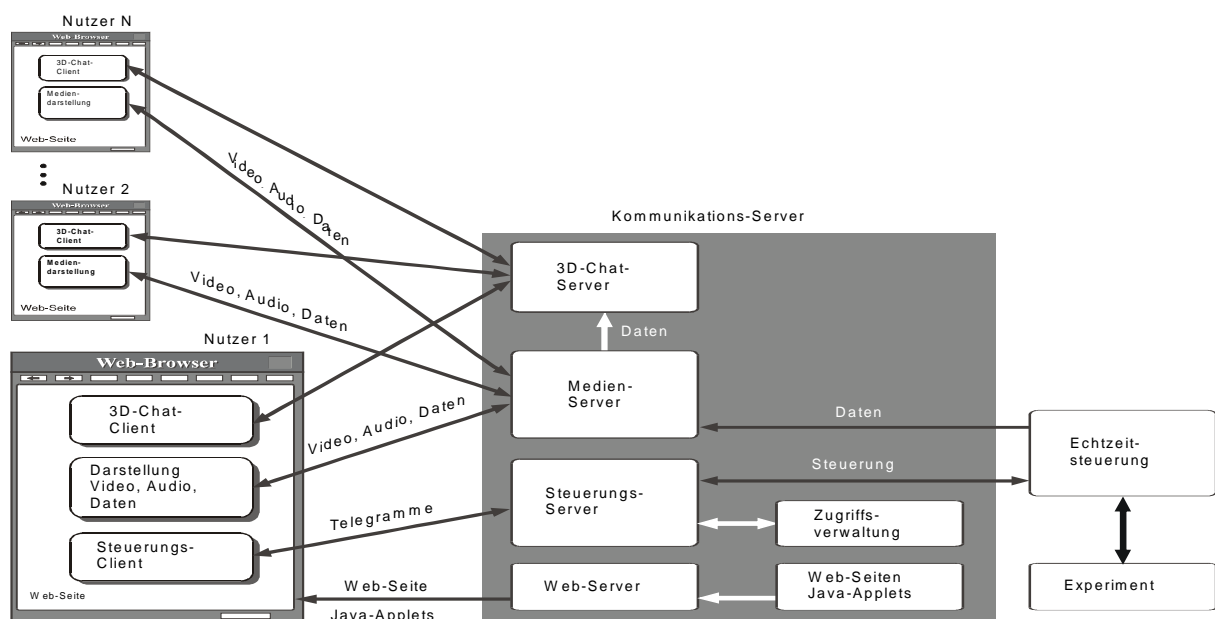 Nutzer N
Web Browser
3D-Chat-
Client
Medien-
darstellung
Web-Seite
Nutzer 2
Web-Browser
3D-Chat-
Client
Medien-
darstellung
Web-Seite
Nutzer 1
Web-Browser
3D-Chat-
Client
Darstellung
Video, Audio,
Daten
Steuerungs-
Client
Web-Seite
Video, Audio, Daten
Video, Audio, Daten
Video, Audio, Daten
Telegramme
Web-Seite
Java-Applets
Kommunikations-Server
3D-Chat-
Server
Daten
Medien-
Server
Steuerungs-
Server
Web-Server
Daten
Steuerung
Zugriffs-
verwaltung
Web-Seiten
Java-Applets
Echtzeit-
steuerung
Experiment